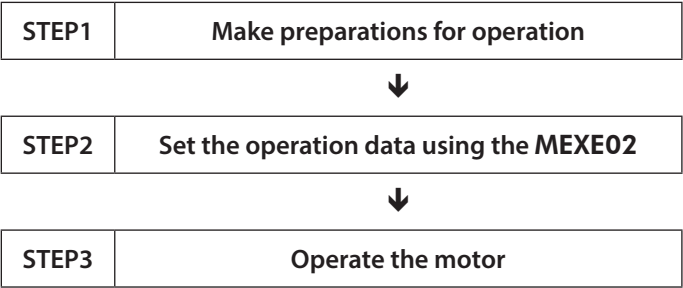 STEP1 Make preparations for operation
STEP2 Set the operation data using the MEXE02
STEP3 Operate the motor